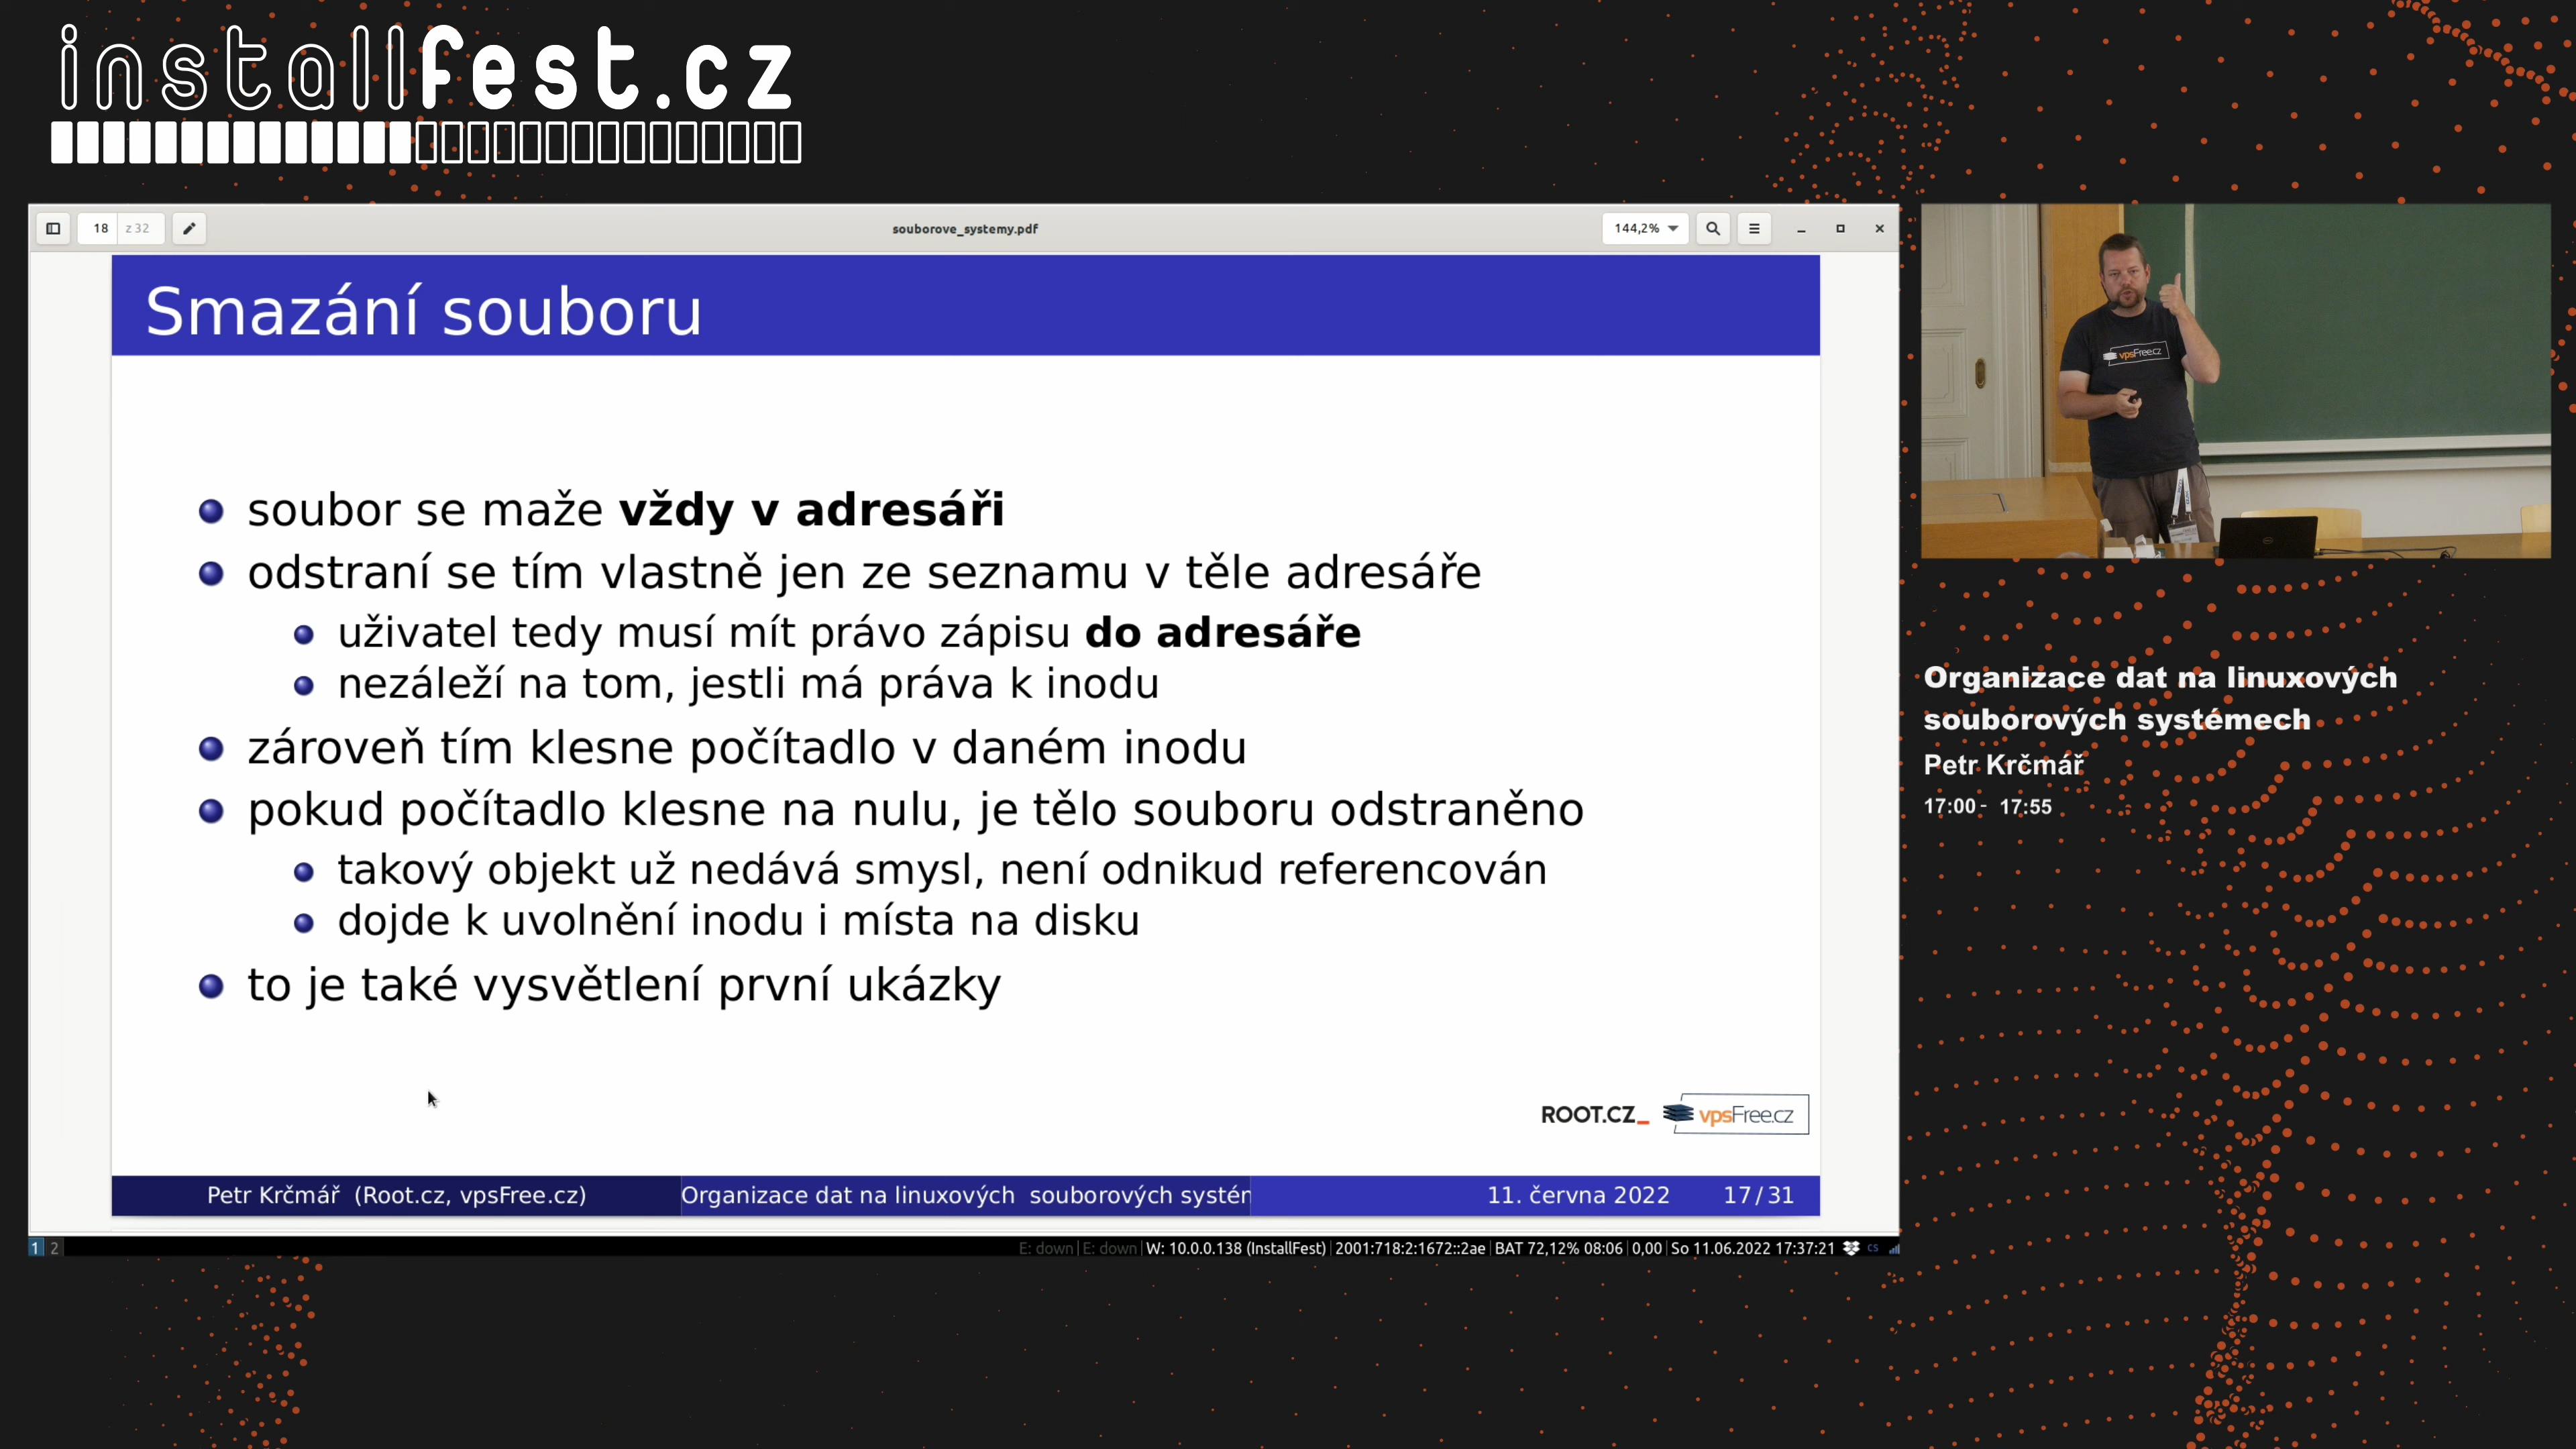 installfest.cz
18 z 32
souborove_systemy.pdf
144,2%
Smazání souboru
soubor se maže vždy v adresáři
odstraní se tím vlastně jen ze seznamu v těle adresáře
uživatel tedy musí mít právo zápisu do adresáře
nezáleží na tom, jestli má práva k inodu
zároveň tím klesne počítadlo v daném inodu
pokud počítadlo klesne na nulu, je tělo souboru odstraněno
takový objekt už nedává smysl, není odnikud referencován
dojde k uvolnění inodu i místa na disku
to je také vysvětlení první ukázky
ROOT.CZ_ vpsFree.cz
Petr Krčmář (Root.cz, vpsFree.cz) Organizace dat na linuxových souborových systém 11. června 2022 17/31
1 2 E: down E: down W: 10.0.0.138 (InstallFest) 2001:718:2:1672::2ae BAT 72,12% 08:06 0,00 So 11.06.2022 17:37:21 cs
vpsFree.cz
Organizace dat na linuxových
souborových systémech
Petr Krčmář
17:00 - 17:55